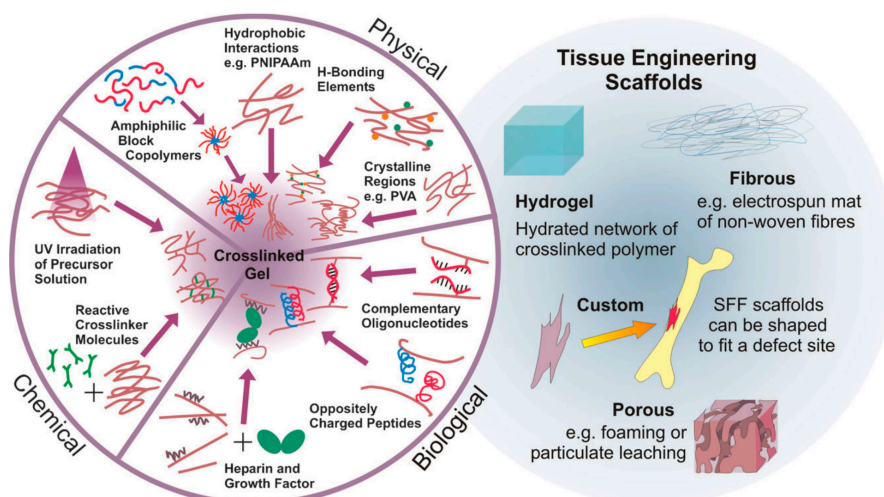 Physical
Hydrophobic
Interactions
e.g. PNIPAAm
H-Bonding
Elements
Amphiphilic
Block
Copolymers
Crystalline
Regions
e.g. PVA
UV Irradiation
of Precursor
Solution
Crosslinked
Gel
Reactive
Crosslinker
Molecules
+
Chemical
Complementary
Oligonucleotides
Oppositely
Charged Peptides
+
Heparin and
Growth Factor
Biological
Tissue Engineering
Scaffolds
Hydrogel
Hydrated network of
crosslinked polymer
Fibrous
e.g. electrospun mat
of non-woven fibres
Custom
SFF scaffolds
can be shaped
to fit a defect site
Porous
e.g. foaming or
particulate leaching